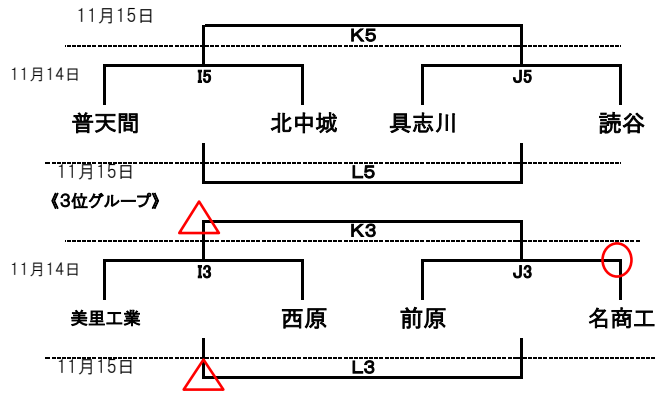 11月15日
K5
11月14日
I5
J5
普天間
北中城
具志川
読谷
11月15日
L5
《3位グループ》
K3
11月14日
I3
J3
美里工業
西原
前原
名商工
11月15日
L3